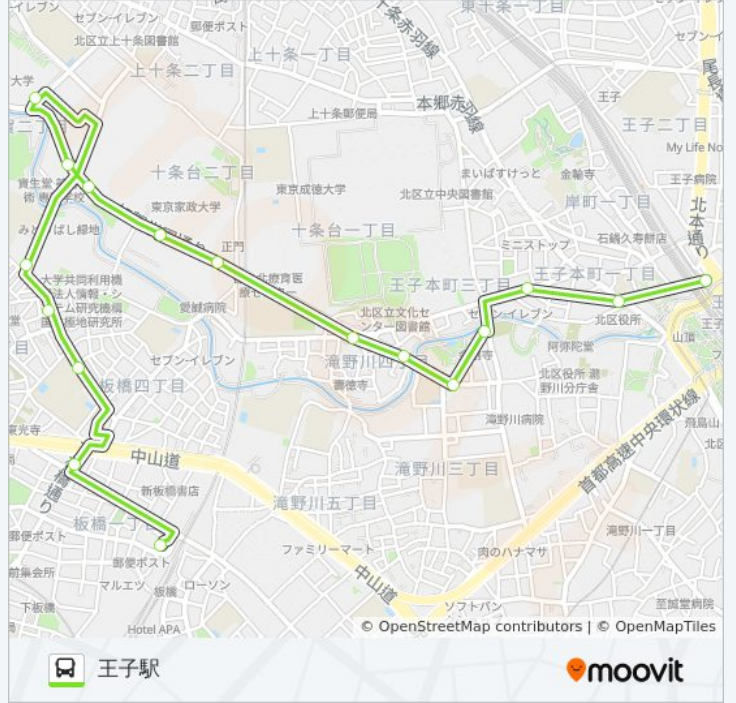 セブン-イレブン
北区上十条図書館
郵便ポスト
上十条一丁目
十条赤羽線
東十条一丁目
大学
上十条二丁目
王子
上十条郵便局
本郷赤羽線
王子二丁目
二丁目
My Life No
金輪寺
まいばすけっと
十条台二丁目
東京成徳大学
北区立中央図書館
王子病院
岸町一丁目
東京家政大学
十条台一丁目
北本通り
石鍋久寿餅店
正門
ミニストップ
王子本町三丁目
王子本町一丁目
大学共同利用機
愛誠病院
北区立文化セ
ンター図書館
セブン-イレブン
北区役所
山頂
阿弥陀堂
セブン-イレブン
滝野川四丁目
壽徳寺
北区役所 滝
野川分庁舎
板橋四丁目
滝野川病院
飛鳥山
首都高速中央環状線
中山道
滝野川三丁目
新板橋書店
滝野川五丁目
滝野川一丁目
郵便ポスト
前集会所
郵便ポスト
ファミリーマート
肉のハナマサ
マルエツ
板橋
ローソン
中山道
下板橋
ソフトバン
至誠堂病院
Hotel APA
© OpenStreetMap contributors | © OpenMapTiles
王子駅
moovit